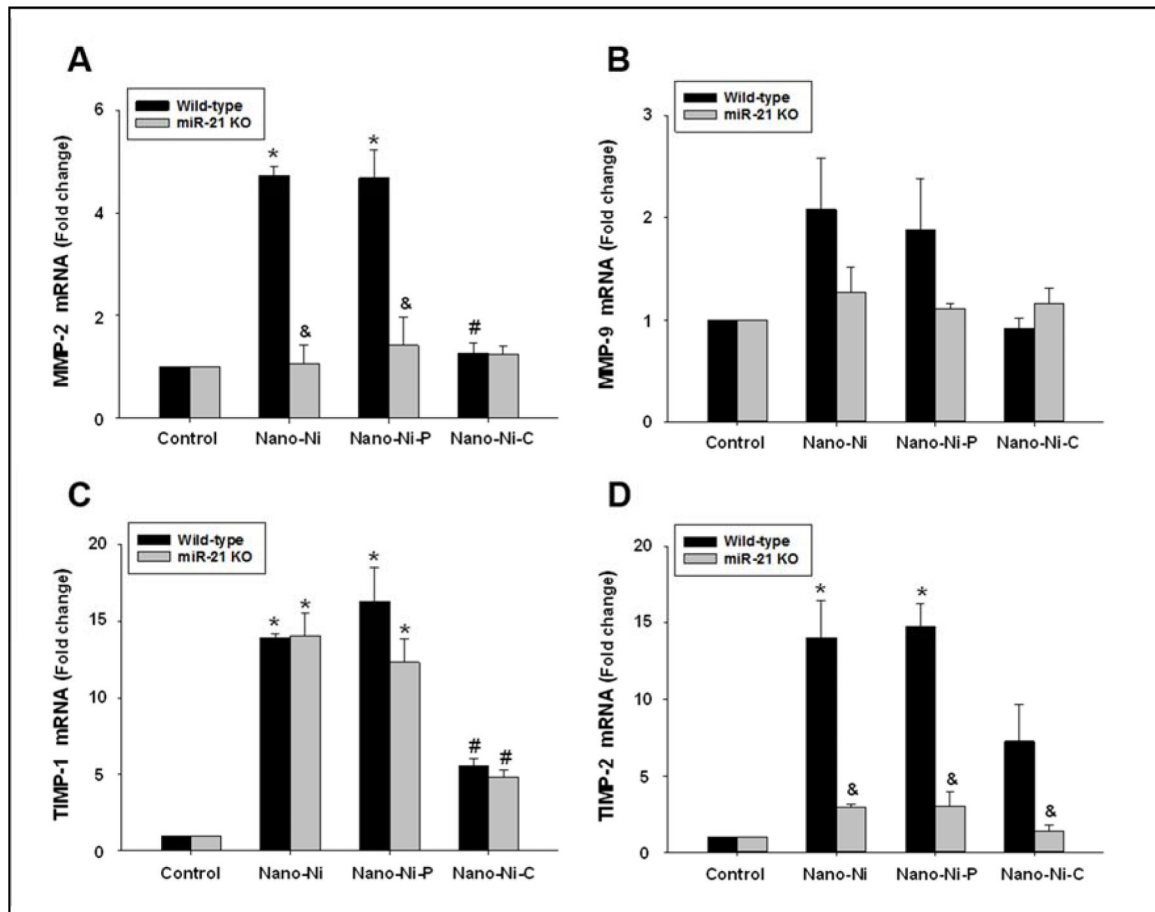 A
Wild-type
miR-21 KO
MMP-2 mRNA (Fold change)
6
4
2
0
*
*
&
&
#
Control Nano-Ni Nano-Ni-P Nano-Ni-C
B
Wild-type
miR-21 KO
MMP-9 mRNA (Fold change)
3
2
1
0
Control Nano-Ni Nano-Ni-P Nano-Ni-C
C
Wild-type
miR-21 KO
TIMP-1 mRNA (Fold change)
20
15
10
5
0
*
*
*
*
# #
Control Nano-Ni Nano-Ni-P Nano-Ni-C
D
Wild-type
miR-21 KO
TIMP-2 mRNA (Fold change)
20
15
10
5
0
* *
& & &
Control Nano-Ni Nano-Ni-P Nano-Ni-C